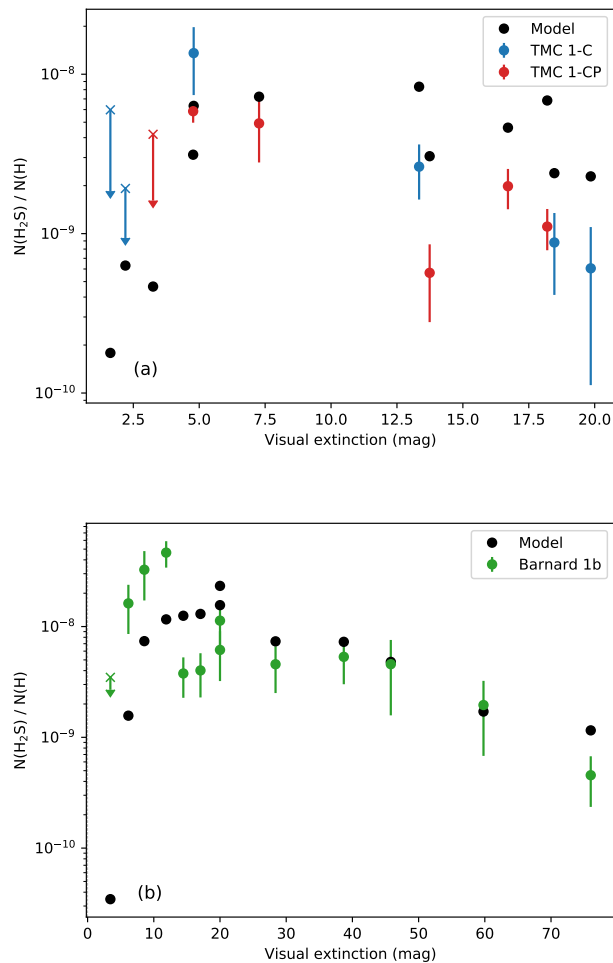 Model
TMC 1-C
TMC 1-CP
10⁻⁸
10⁻⁹
10⁻¹⁰
N(H₂S) / N(H)
(a)
2.5 5.0 7.5 10.0 12.5 15.0 17.5 20.0
Visual extinction (mag)
Model
Barnard 1b
10⁻⁸
10⁻⁹
10⁻¹⁰
N(H₂S) / N(H)
(b)
0 10 20 30 40 50 60 70
Visual extinction (mag)